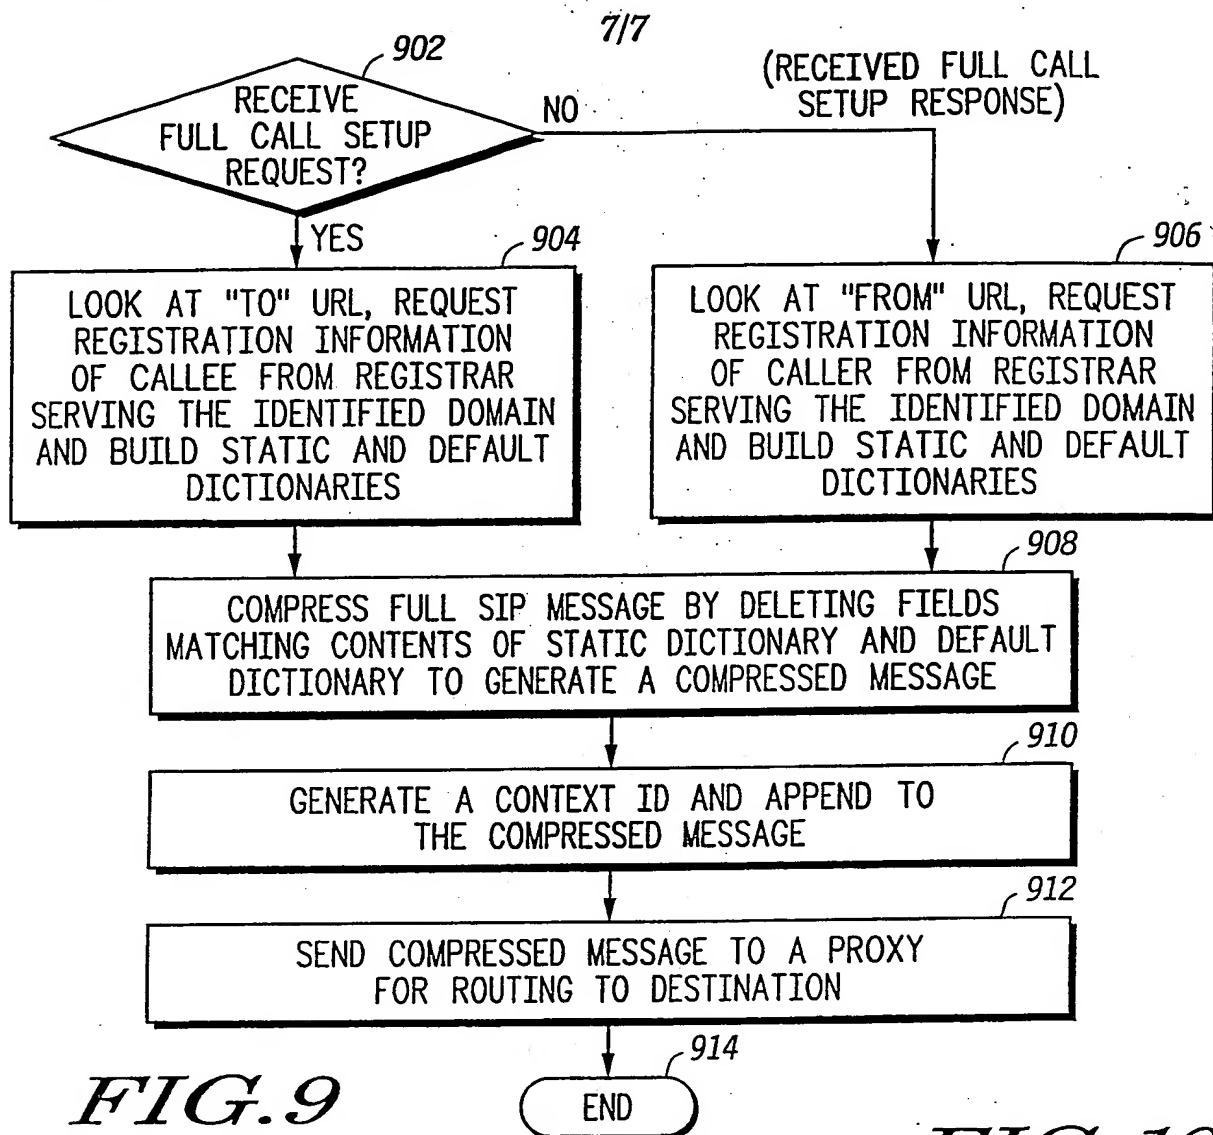 7/7
902
RECEIVE
FULL CALL SETUP
REQUEST?
NO
(RECEIVED FULL CALL
SETUP RESPONSE)
YES
904
LOOK AT "TO" URL, REQUEST
REGISTRATION INFORMATION
OF CALLEE FROM REGISTRAR
SERVING THE IDENTIFIED DOMAIN
AND BUILD STATIC AND DEFAULT
DICTIONARIES
906
LOOK AT "FROM" URL, REQUEST
REGISTRATION INFORMATION
OF CALLER FROM REGISTRAR
SERVING THE IDENTIFIED DOMAIN
AND BUILD STATIC AND DEFAULT
DICTIONARIES
908
COMPRESS FULL SIP MESSAGE BY DELETING FIELDS
MATCHING CONTENTS OF STATIC DICTIONARY AND DEFAULT
DICTIONARY TO GENERATE A COMPRESSED MESSAGE
910
GENERATE A CONTEXT ID AND APPEND TO
THE COMPRESSED MESSAGE
912
SEND COMPRESSED MESSAGE TO A PROXY
FOR ROUTING TO DESTINATION
914
END
FIG.9